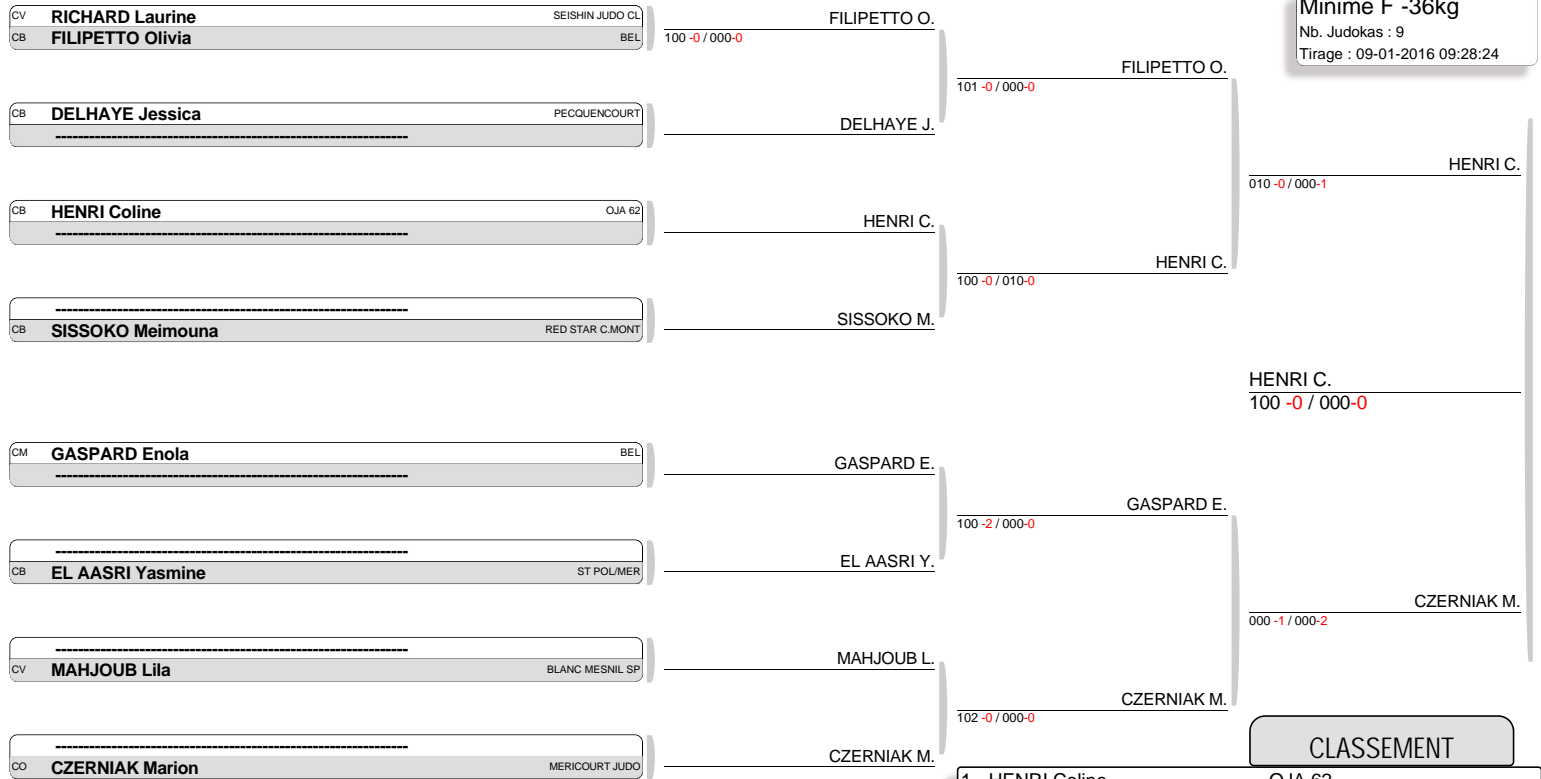 Minime F -36kg
Nb. Judokas : 9
Tirage : 09-01-2016 09:28:24
CV RICHARD Laurine SEISHIN JUDO CL
CB FILIPETTO Olivia BEL
CB DELHAYE Jessica PECQUENCOURT
----------------------------------------------------------------
CB HENRI Coline OJA 62
----------------------------------------------------------------
----------------------------------------------------------------
CB SISSOKO Meimouna RED STAR C.MONT
CM GASPARD Enola BEL
----------------------------------------------------------------
----------------------------------------------------------------
CB EL AASRI Yasmine ST POL/MER
----------------------------------------------------------------
CV MAHJOUB Lila BLANC MESNIL SP
----------------------------------------------------------------
CO CZERNIAK Marion MERICOURT JUDO
FILIPETTO O.
100 -0 / 000-0
DELHAYE J.
HENRI C.
SISSOKO M.
GASPARD E.
EL AASRI Y.
MAHJOUB L.
CZERNIAK M.
FILIPETTO O.
101 -0 / 000-0
HENRI C.
100 -0 / 010-0
GASPARD E.
100 -2 / 000-0
CZERNIAK M.
102 -0 / 000-0
HENRI C.
010 -0 / 000-1
CZERNIAK M.
000 -1 / 000-2
HENRI C.
100 -0 / 000-0
CLASSEMENT
1 HENRI Coline OJA 62